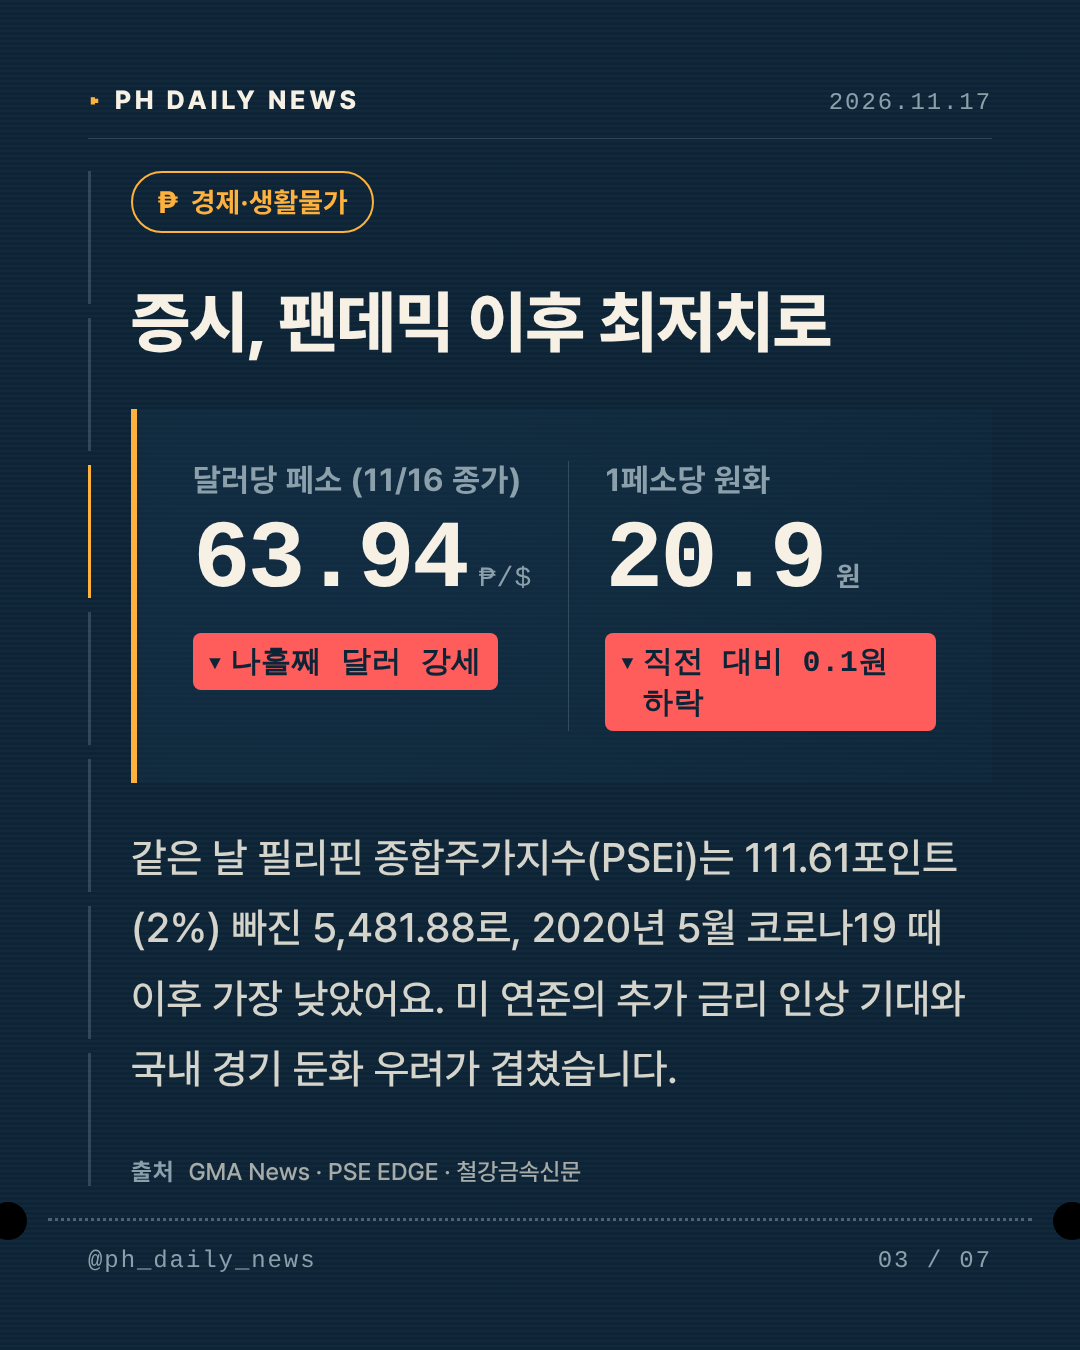 PH DAILY NEWS
2026.11.17
₱ 경제·생활물가
증시, 팬데믹 이후 최저치로
달러당 페소 (11/16 종가)
63.94 ₱/$
▼ 나흘째 달러 강세
1페소당 원화
20.9 원
▼ 직전 대비 0.1원
하락
같은 날 필리핀 종합주가지수(PSEi)는 111.61포인트
(2%) 빠진 5,481.88로, 2020년 5월 코로나19 때
이후 가장 낮았어요. 미 연준의 추가 금리 인상 기대와
국내 경기 둔화 우려가 겹쳤습니다.
출처 GMA News · PSE EDGE · 철강금속신문
@ph_daily_news
03 / 07